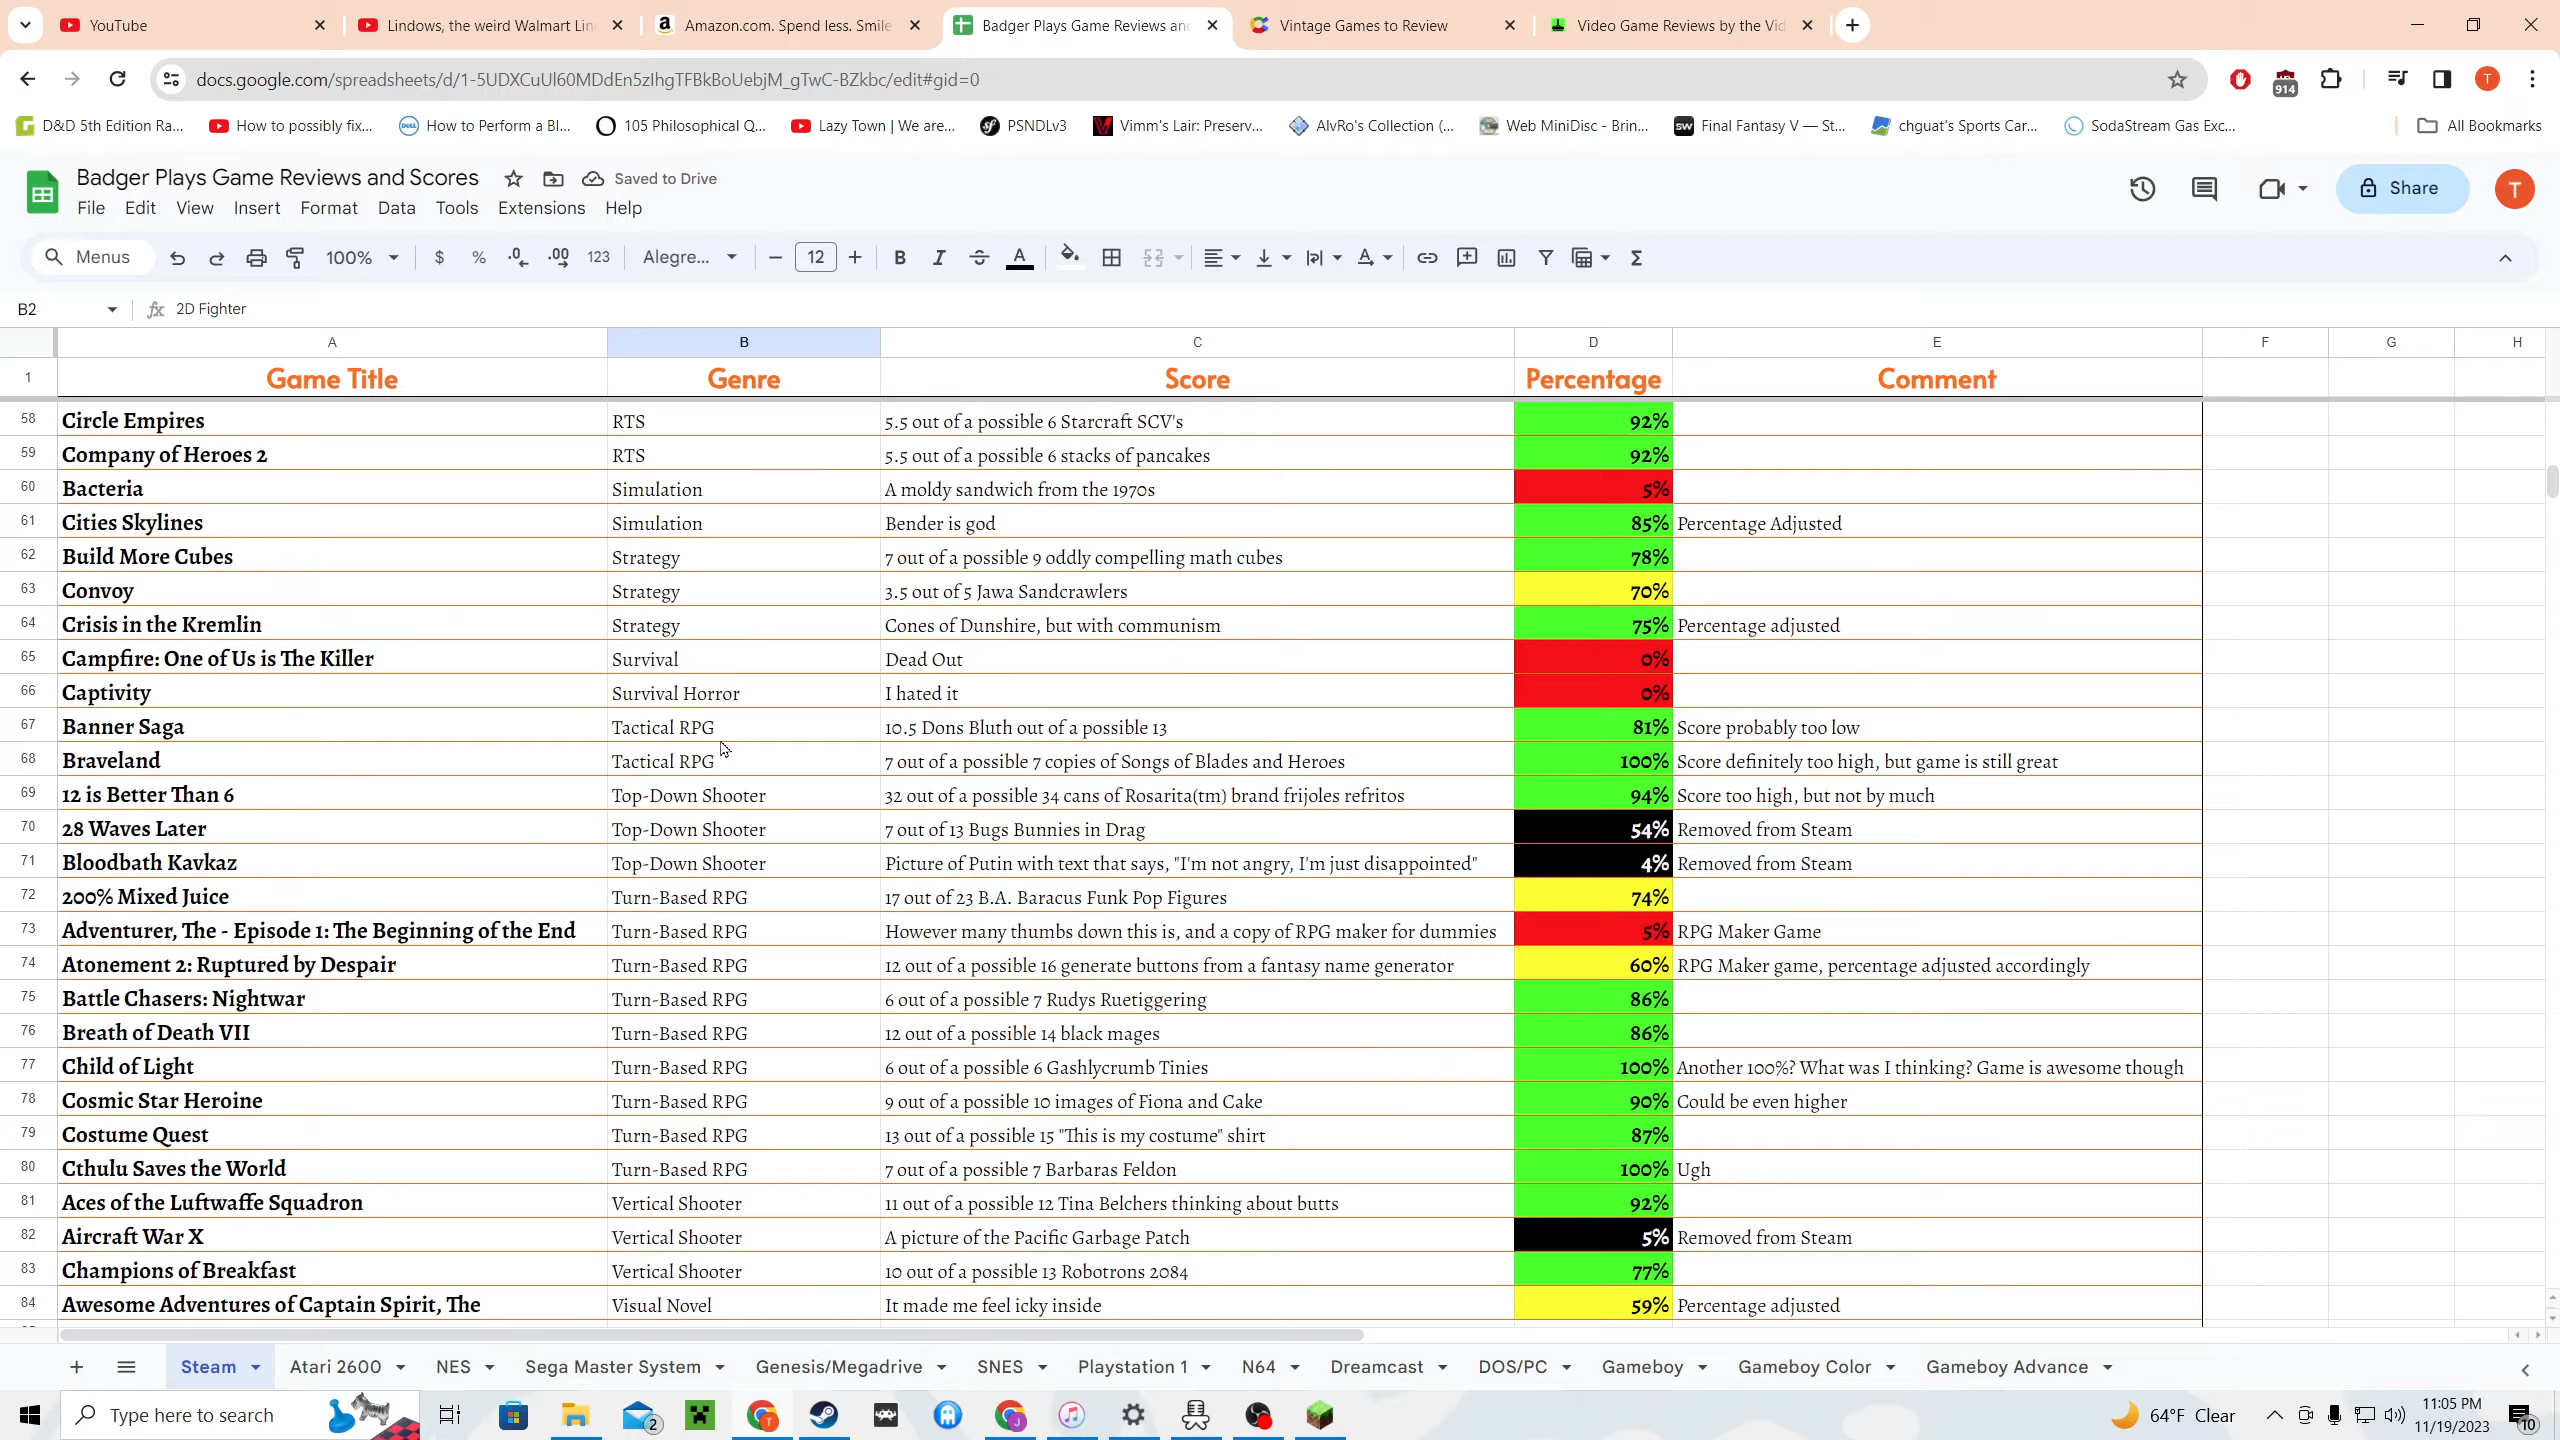 YouTube
Lindows, the weird Walmart Lin
Amazon.com. Spend less. Smile
Badger Plays Game Reviews and
Vintage Games to Review
Video Game Reviews by the Vid
docs.google.com/spreadsheets/d/1-5UDXCuUl60MDdEn5zIhgTFBkBoUebjM_gTwC-BZkbc/edit#gid=0
914
T
D&D 5th Edition Ra...
How to possibly fix...
How to Perform a Bl...
105 Philosophical Q...
Lazy Town | We are...
PSNDLv3
Vimm's Lair: Preserv...
AlvRo's Collection (...
Web MiniDisc - Brin...
Final Fantasy V — St...
chguat's Sports Car...
SodaStream Gas Exc...
All Bookmarks
Badger Plays Game Reviews and Scores
Saved to Drive
File Edit View Insert Format Data Tools Extensions Help
Share
T
Menus 100% $ % .0 .00 123 Alegre... 12
B2 fx 2D Fighter
A B C D E F G H
1 Game Title Genre Score Percentage Comment
58 Circle Empires RTS 5.5 out of a possible 6 Starcraft SCV's 92%
59 Company of Heroes 2 RTS 5.5 out of a possible 6 stacks of pancakes 92%
60 Bacteria Simulation A moldy sandwich from the 1970s 5%
61 Cities Skylines Simulation Bender is god 85% Percentage Adjusted
62 Build More Cubes Strategy 7 out of a possible 9 oddly compelling math cubes 78%
63 Convoy Strategy 3.5 out of 5 Jawa Sandcrawlers 70%
64 Crisis in the Kremlin Strategy Cones of Dunshire, but with communism 75% Percentage adjusted
65 Campfire: One of Us is The Killer Survival Dead Out 0%
66 Captivity Survival Horror I hated it 0%
67 Banner Saga Tactical RPG 10.5 Dons Bluth out of a possible 13 81% Score probably too low
68 Braveland Tactical RPG 7 out of a possible 7 copies of Songs of Blades and Heroes 100% Score definitely too high, but game is still great
69 12 is Better Than 6 Top-Down Shooter 32 out of a possible 34 cans of Rosarita(tm) brand frijoles refritos 94% Score too high, but not by much
70 28 Waves Later Top-Down Shooter 7 out of 13 Bugs Bunnies in Drag 54% Removed from Steam
71 Bloodbath Kavkaz Top-Down Shooter Picture of Putin with text that says, "I'm not angry, I'm just disappointed" 4% Removed from Steam
72 200% Mixed Juice Turn-Based RPG 17 out of 23 B.A. Baracus Funk Pop Figures 74%
73 Adventurer, The - Episode 1: The Beginning of the End Turn-Based RPG However many thumbs down this is, and a copy of RPG maker for dummies 5% RPG Maker Game
74 Atonement 2: Ruptured by Despair Turn-Based RPG 12 out of a possible 16 generate buttons from a fantasy name generator 60% RPG Maker game, percentage adjusted accordingly
75 Battle Chasers: Nightwar Turn-Based RPG 6 out of a possible 7 Rudys Ruetiggering 86%
76 Breath of Death VII Turn-Based RPG 12 out of a possible 14 black mages 86%
77 Child of Light Turn-Based RPG 6 out of a possible 6 Gashlycrumb Tinies 100% Another 100%? What was I thinking? Game is awesome though
78 Cosmic Star Heroine Turn-Based RPG 9 out of a possible 10 images of Fiona and Cake 90% Could be even higher
79 Costume Quest Turn-Based RPG 13 out of a possible 15 "This is my costume" shirt 87%
80 Cthulu Saves the World Turn-Based RPG 7 out of a possible 7 Barbaras Feldon 100% Ugh
81 Aces of the Luftwaffe Squadron Vertical Shooter 11 out of a possible 12 Tina Belchers thinking about butts 92%
82 Aircraft War X Vertical Shooter A picture of the Pacific Garbage Patch 5% Removed from Steam
83 Champions of Breakfast Vertical Shooter 10 out of a possible 13 Robotrons 2084 77%
84 Awesome Adventures of Captain Spirit, The Visual Novel It made me feel icky inside 59% Percentage adjusted
Steam Atari 2600 NES Sega Master System Genesis/Megadrive SNES Playstation 1 N64 Dreamcast DOS/PC Gameboy Gameboy Color Gameboy Advance
Type here to search
2
64°F Clear
11:05 PM
11/19/2023
10